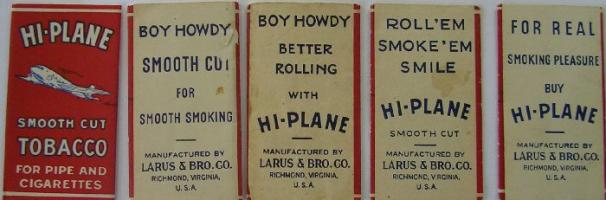 HI-PLANE
SMOOTH CUT
TOBACCO
FOR PIPE AND
CIGARETTES
BOY HOWDY
SMOOTH CUT
FOR
SMOOTH SMOKING
MANUFACTURED BY
LARUS & BRO. CO.
RICHMOND, VIRGINIA,
U.S.A.
BOY HOWDY
BETTER
ROLLING
WITH
HI-PLANE
MANUFACTURED BY
LARUS & BRO. CO.
RICHMOND, VIRGINIA,
U.S.A.
ROLL'EM
SMOKE'EM
SMILE
HI-PLANE
SMOOTH CUT
MANUFACTURED BY
LARUS & BRO. CO.
RICHMOND, VIRGINIA,
U.S.A.
FOR REAL
SMOKING PLEASURE
BUY
HI-PLANE
MANUFACTURED BY
LARUS & BRO. CO.
RICHMOND, VIRGINIA,
U.S.A.